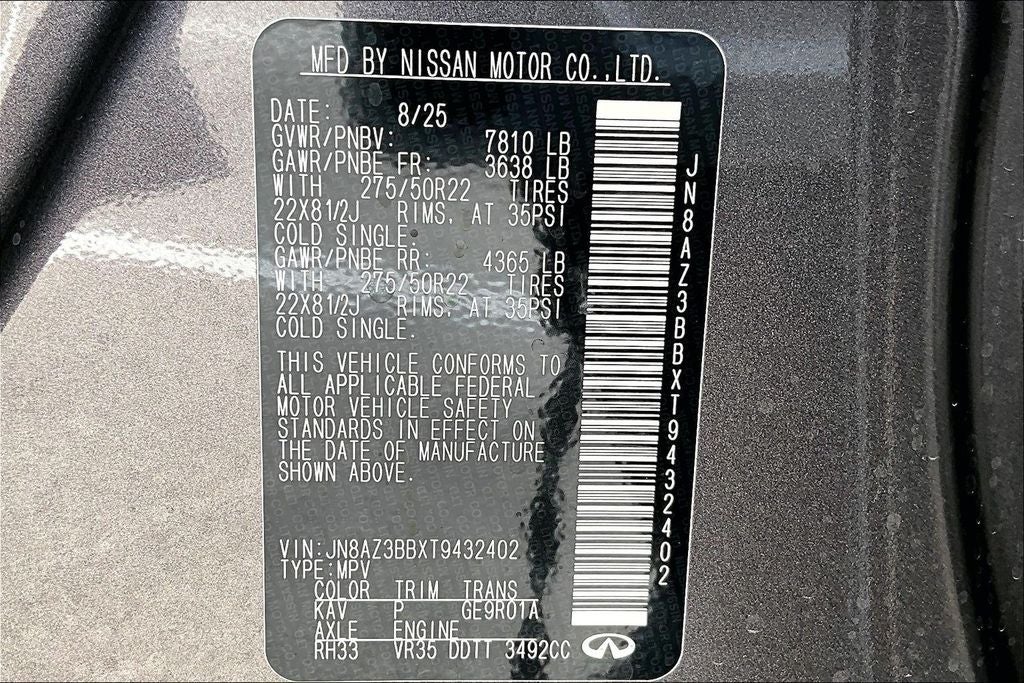 MFD BY NISSAN MOTOR CO.,LTD.
DATE: 8/25
GVWR/PNBV: 7810 LB
GAWR/PNBE FR: 3638 LB
WITH 275/50R22 TIRES
22X81/2J RIMS, AT 35PSI
COLD SINGLE.
GAWR/PNBE RR: 4365 LB
WITH 275/50R22 TIRES
22X81/2J RIMS, AT 35PSI
COLD SINGLE.
THIS VEHICLE CONFORMS TO
ALL APPLICABLE FEDERAL
MOTOR VEHICLE SAFETY
STANDARDS IN EFFECT ON
THE DATE OF MANUFACTURE
SHOWN ABOVE.
VIN:JN8AZ3BBXT9432402
TYPE:MPV
COLOR TRIM TRANS
KAV P GE9R01A
AXLE ENGINE
RH33 VR35 DDTT 3492CC
JN8AZ3BBXT9432402